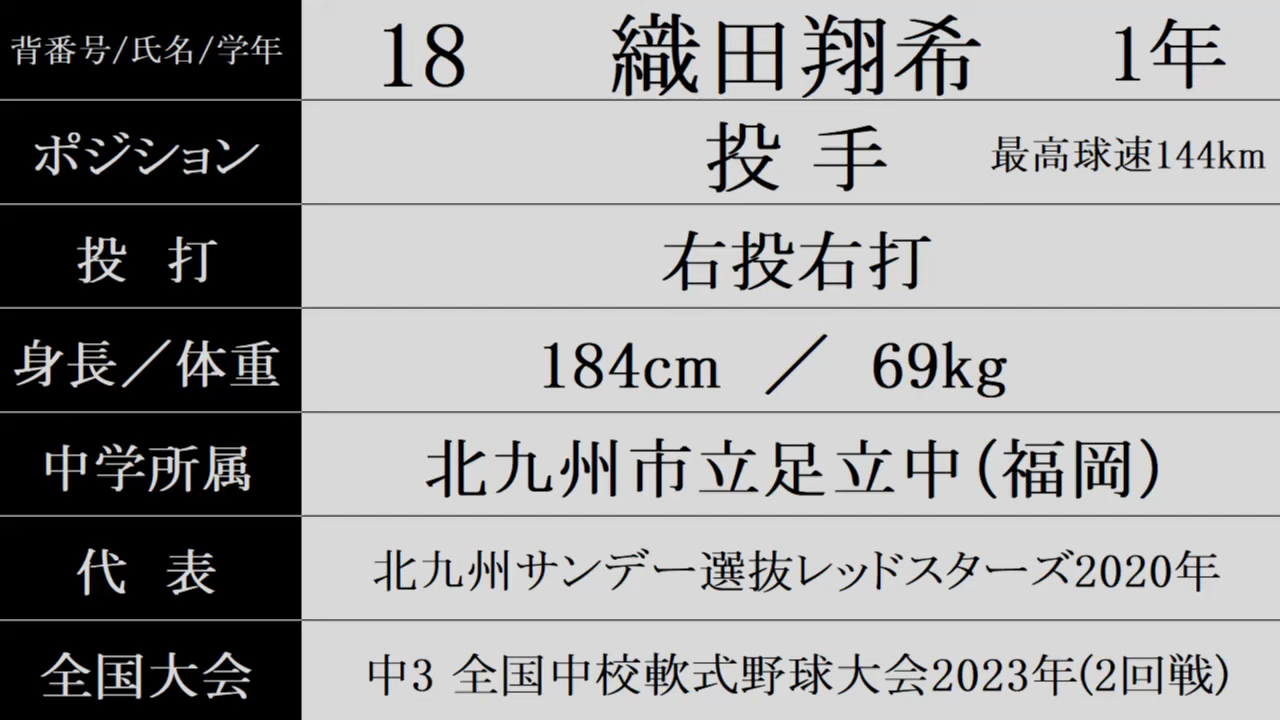 背番号/氏名/学年 18 織田翔希 1年
ポジション 投手 最高球速144km
投 打 右投右打
身長／体重 184cm ／ 69kg
中学所属 北九州市立足立中(福岡)
代 表 北九州サンデー選抜レッドスターズ2020年
全国大会 中3 全国中校軟式野球大会2023年(2回戦)